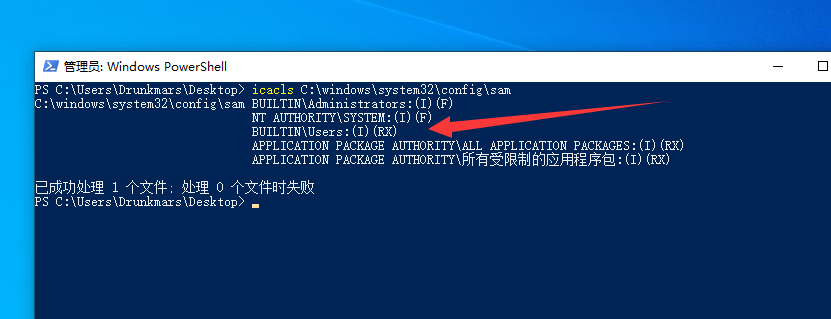 管理员: Windows PowerShell
PS C:\Users\Drunkmars\Desktop> icacls C:\windows\system32\config\sam
C:\windows\system32\config\sam BUILTIN\Administrators:(I)(F)
NT AUTHORITY\SYSTEM:(I)(F)
BUILTIN\Users:(I)(RX)
APPLICATION PACKAGE AUTHORITY\ALL APPLICATION PACKAGES:(I)(RX)
APPLICATION PACKAGE AUTHORITY\所有受限制的应用程序包:(I)(RX)
已成功处理 1 个文件; 处理 0 个文件时失败
PS C:\Users\Drunkmars\Desktop>